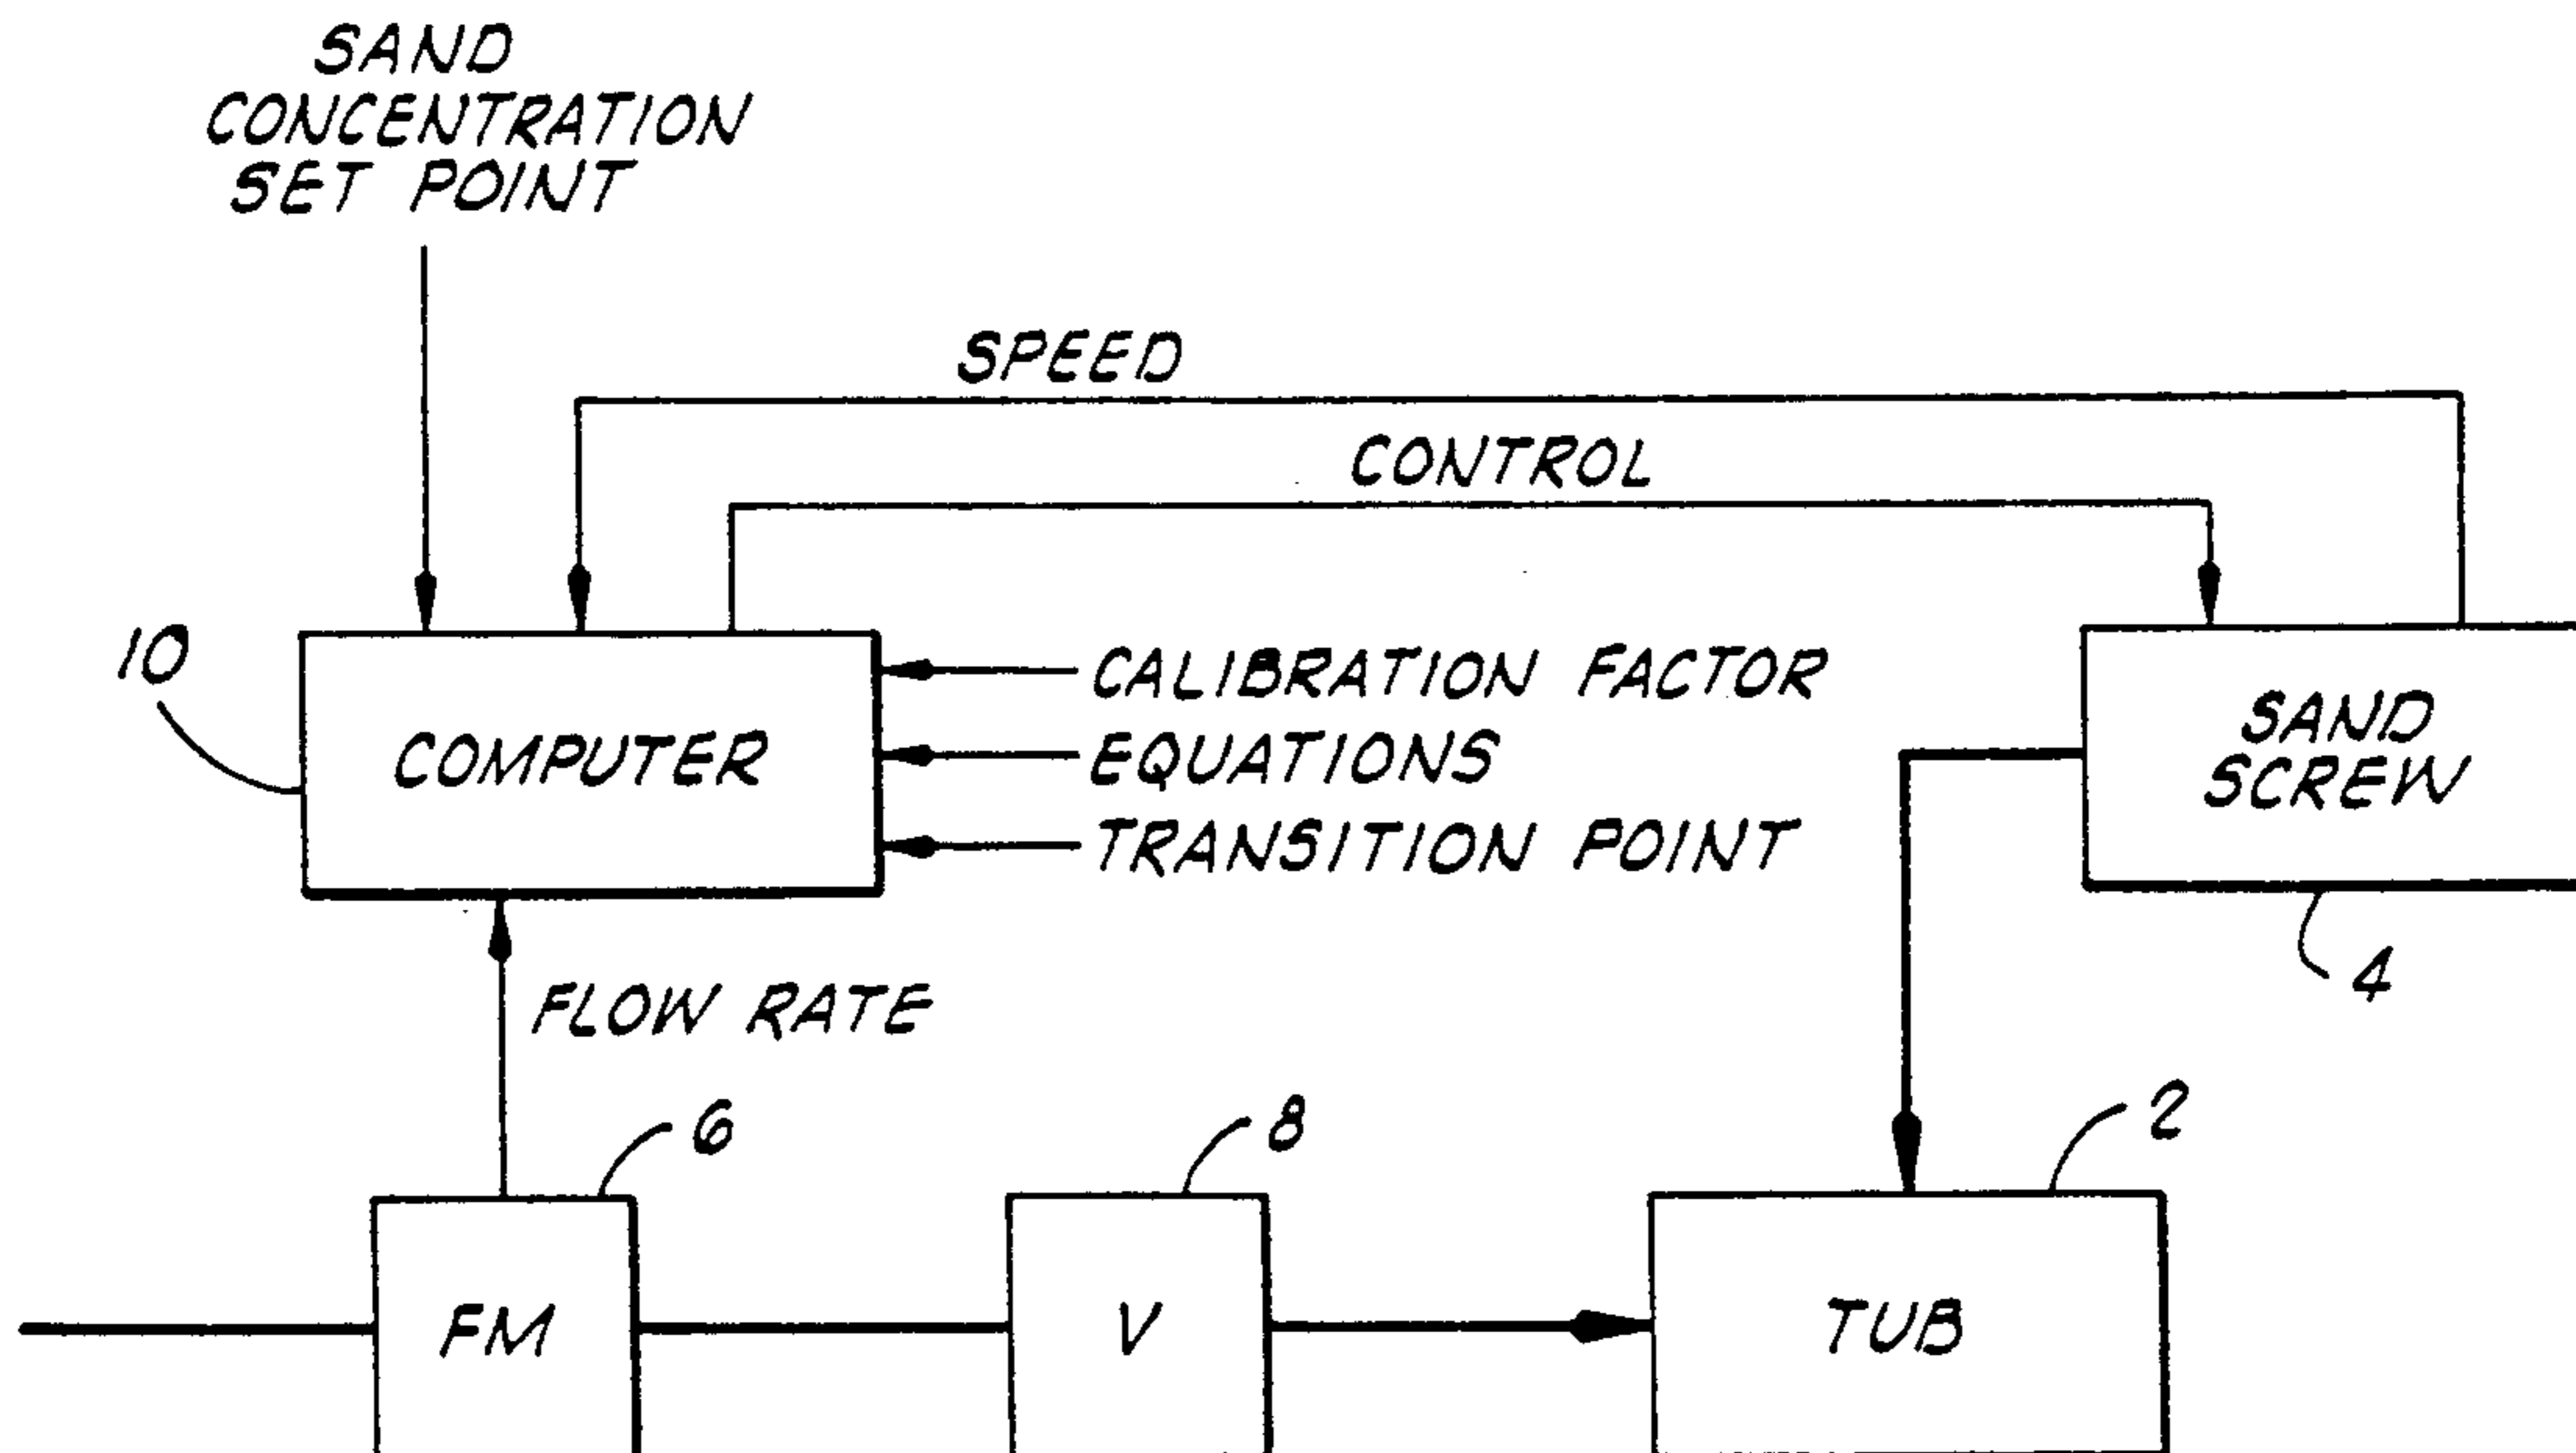 SAND
CONCENTRATION
SET POINT
SPEED
CONTROL
10
COMPUTER
CALIBRATION FACTOR
EQUATIONS
TRANSITION POINT
SAND
SCREW
4
FLOW RATE
6
8
2
FM
V
TUB